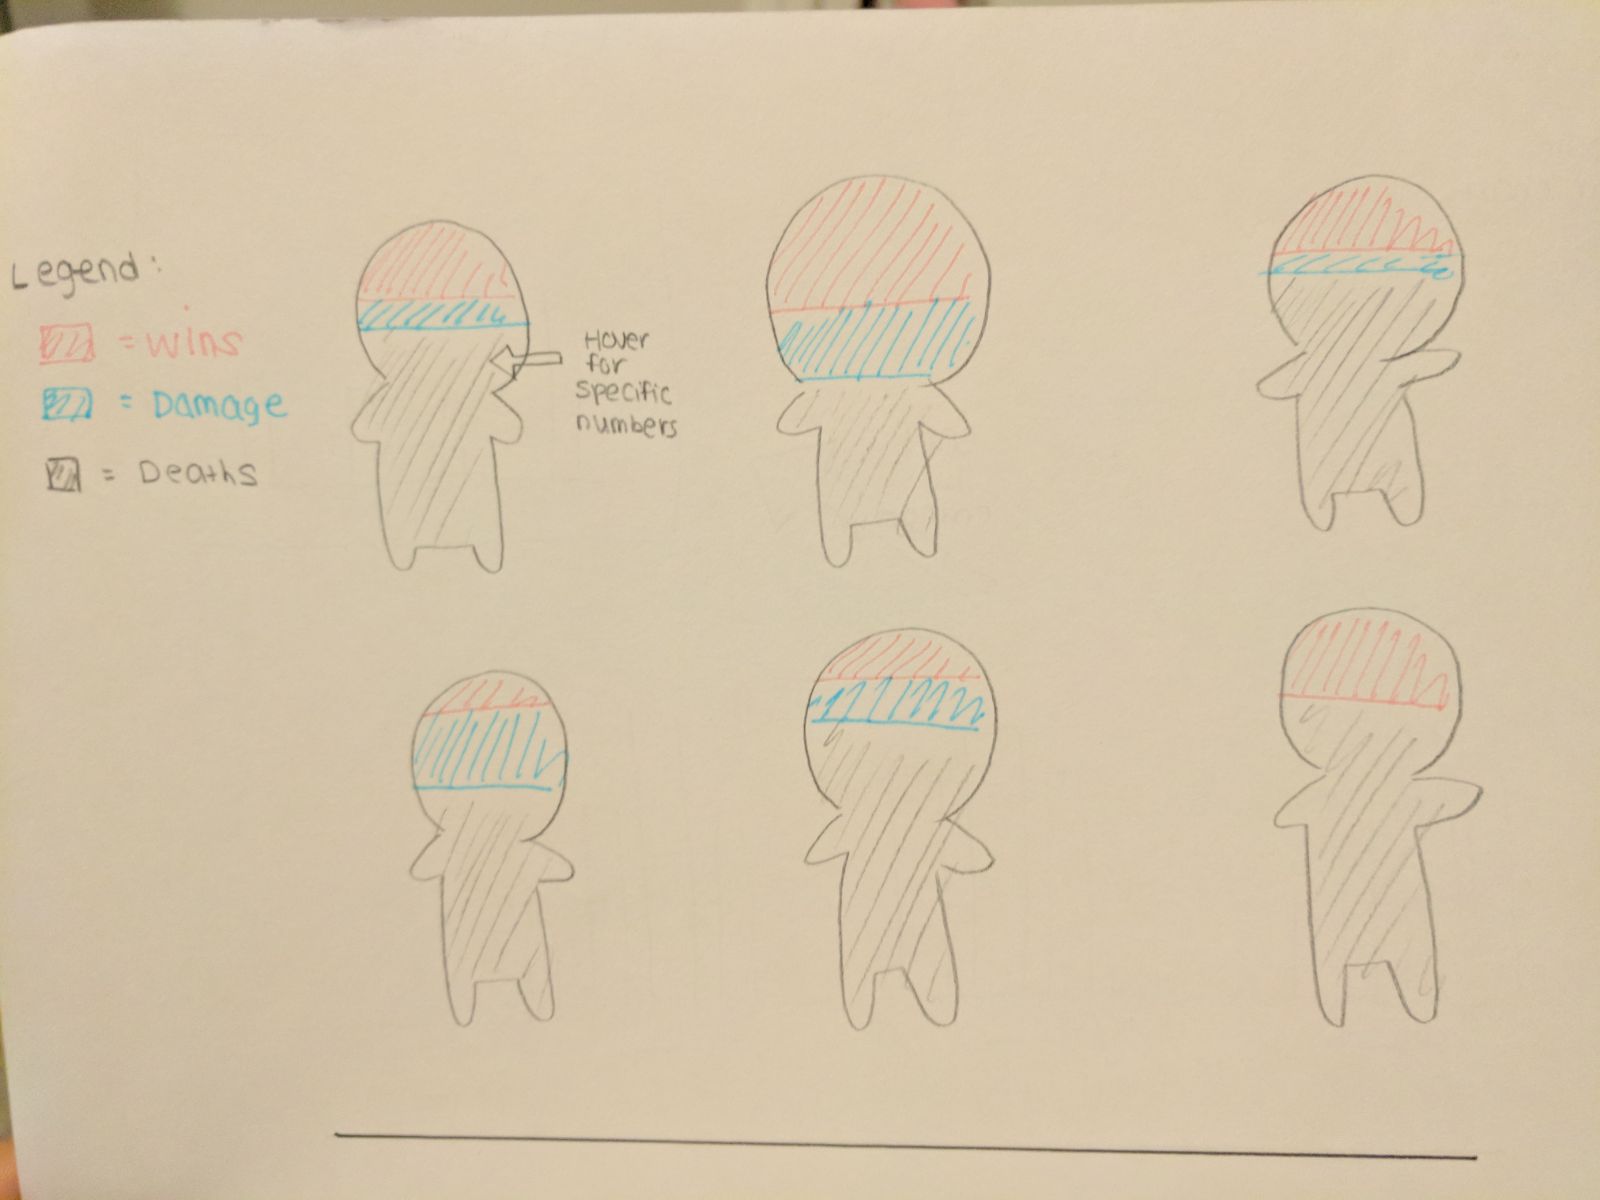 Legend:
= wins
= Damage
= Deaths
Hover
for
specific
numbers